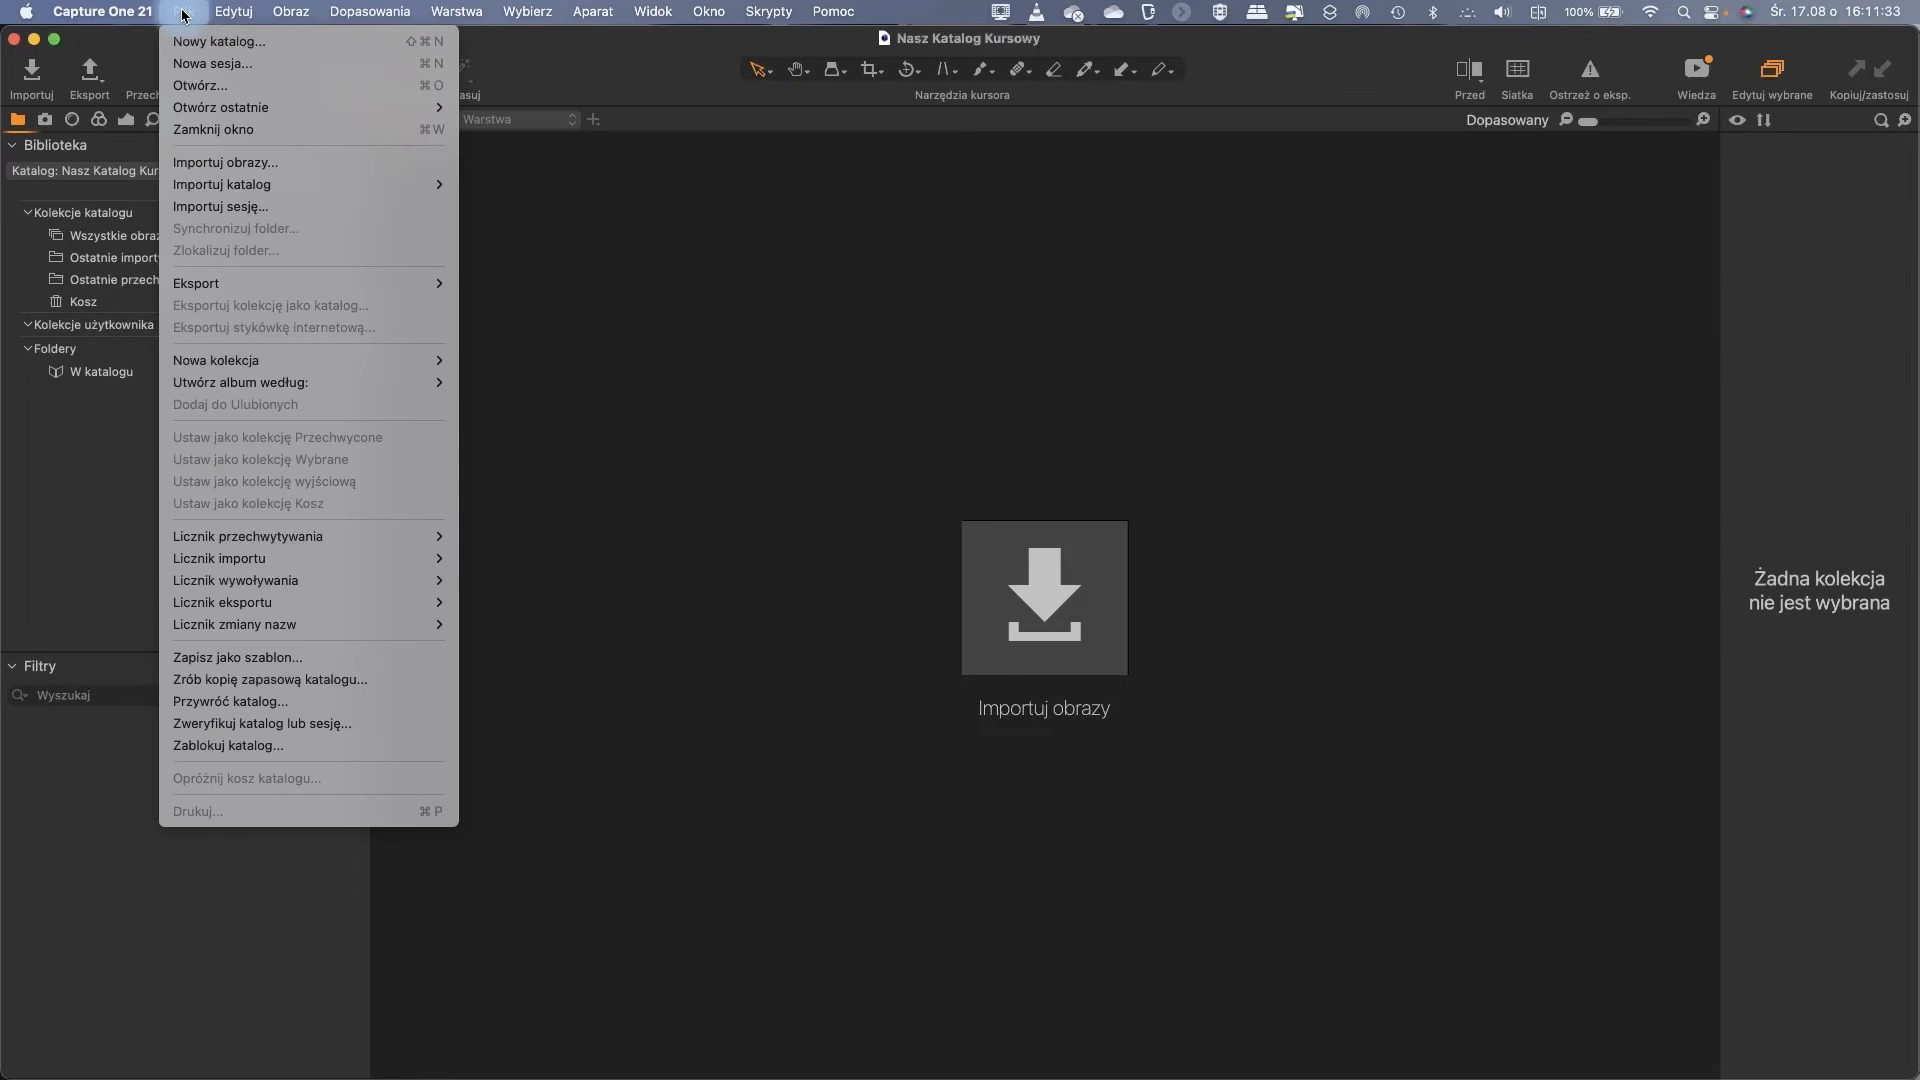 Capture One 21 Edytuj Obraz Dopasowania Warstwa Wybierz Aparat Widok Okno Skrypty Pomoc 100% Śr. 17.08 o 16:11:33
Nasz Katalog Kursowy
Importuj Eksport Przech
Narzędzia kursora
Przed Siatka Ostrzeż o eksp. Wiedza Edytuj wybrane Kopiuj/zastosuj
Warstwa
Dopasowany
Biblioteka
Katalog: Nasz Katalog Kur
Kolekcje katalogu
Wszystkie obraz
Ostatnie import
Ostatnie przech
Kosz
Kolekcje użytkownika
Foldery
W katalogu
Filtry
Wyszukaj
Nowy katalog... ⇧⌘N
Nowa sesja... ⌘N
Otwórz... ⌘O
Otwórz ostatnie
Zamknij okno ⌘W
Importuj obrazy...
Importuj katalog
Importuj sesję...
Synchronizuj folder...
Zlokalizuj folder...
Eksport
Eksportuj kolekcję jako katalog...
Eksportuj stykówkę internetową...
Nowa kolekcja
Utwórz album według:
Dodaj do Ulubionych
Ustaw jako kolekcję Przechwycone
Ustaw jako kolekcję Wybrane
Ustaw jako kolekcję wyjściową
Ustaw jako kolekcję Kosz
Licznik przechwytywania
Licznik importu
Licznik wywoływania
Licznik eksportu
Licznik zmiany nazw
Zapisz jako szablon...
Zrób kopię zapasową katalogu...
Przywróć katalog...
Zweryfikuj katalog lub sesję...
Zablokuj katalog...
Opróżnij kosz katalogu...
Drukuj... ⌘P
Importuj obrazy
Żadna kolekcja
nie jest wybrana